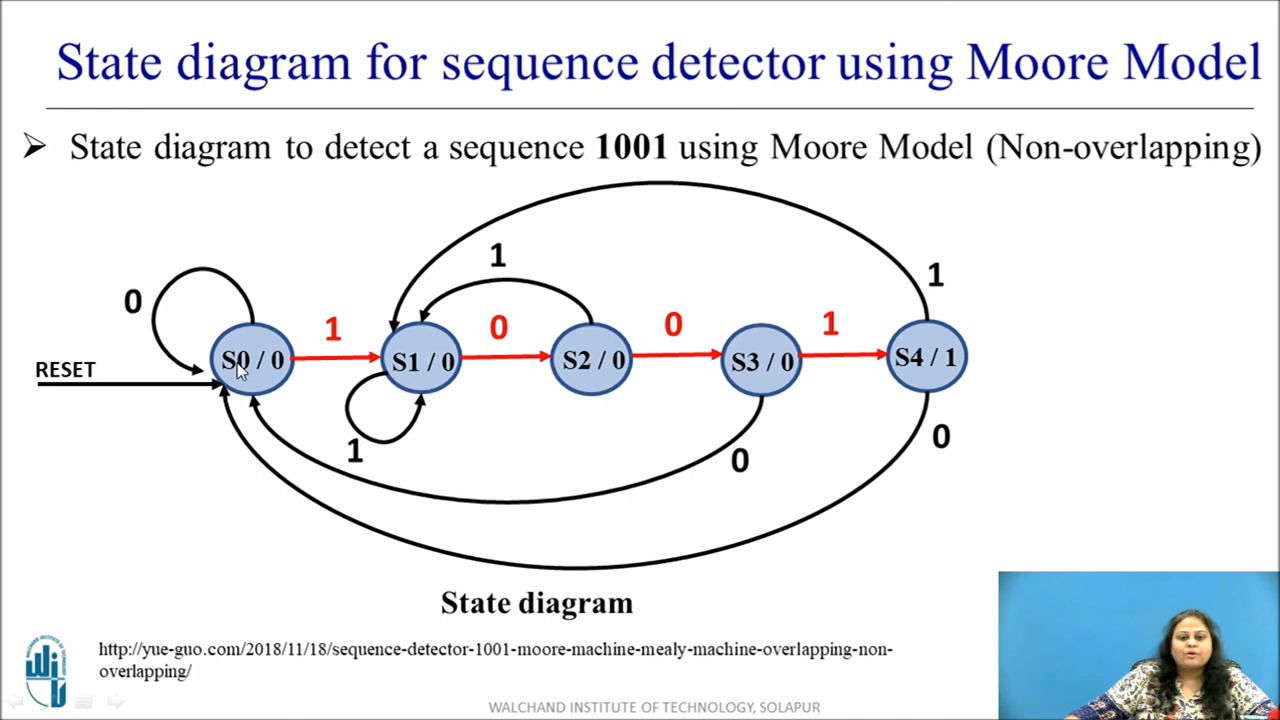 State diagram for sequence detector using Moore Model
➤ State diagram to detect a sequence 1001 using Moore Model (Non-overlapping)
1
1
0
1
0
0
1
RESET
S0 / 0
S1 / 0
S2 / 0
S3 / 0
S4 / 1
1
0
0
State diagram
http://yue-guo.com/2018/11/18/sequence-detector-1001-moore-machine-mealy-machine-overlapping-non-
overlapping/
WALCHAND INSTITUTE OF TECHNOLOGY, SOLAPUR